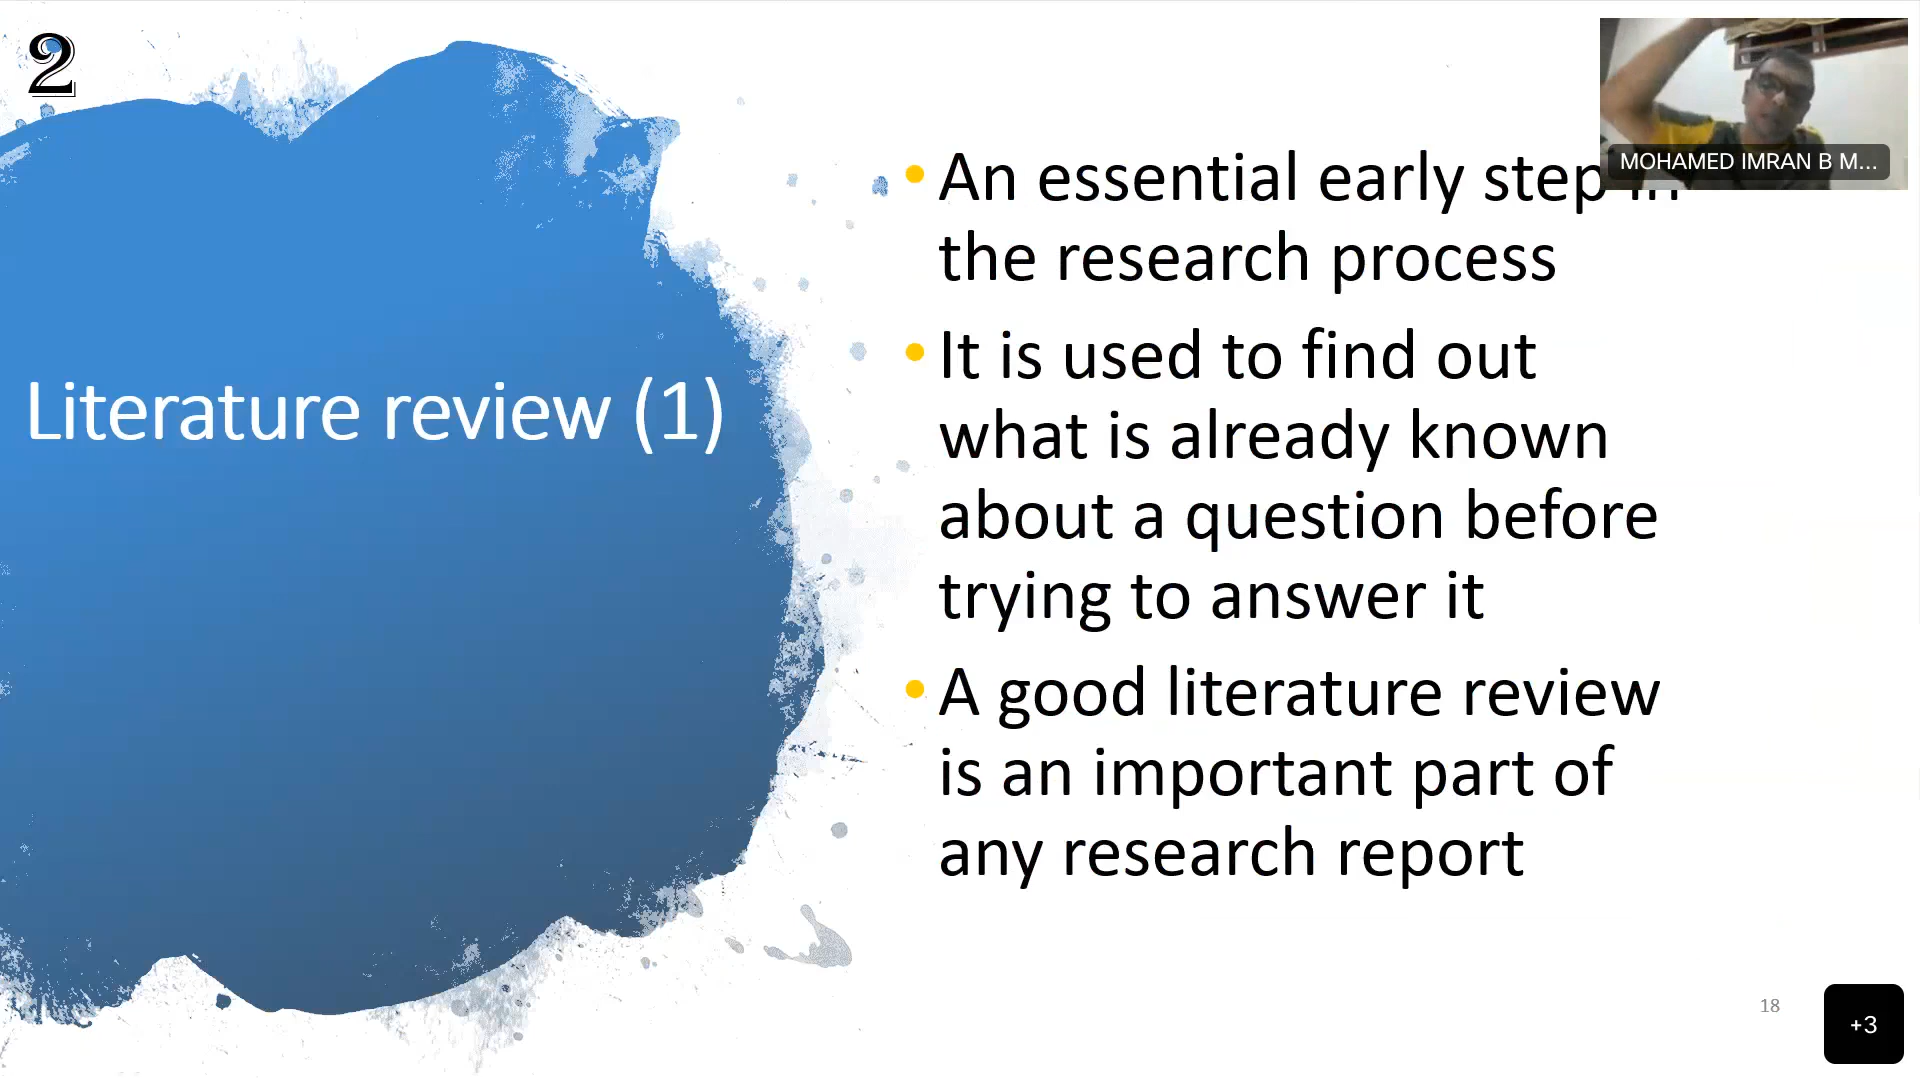 2
MOHAMED IMRAN B M...
Literature review (1)
• An essential early step in
the research process
• It is used to find out
what is already known
about a question before
trying to answer it
• A good literature review
is an important part of
any research report
18
+3